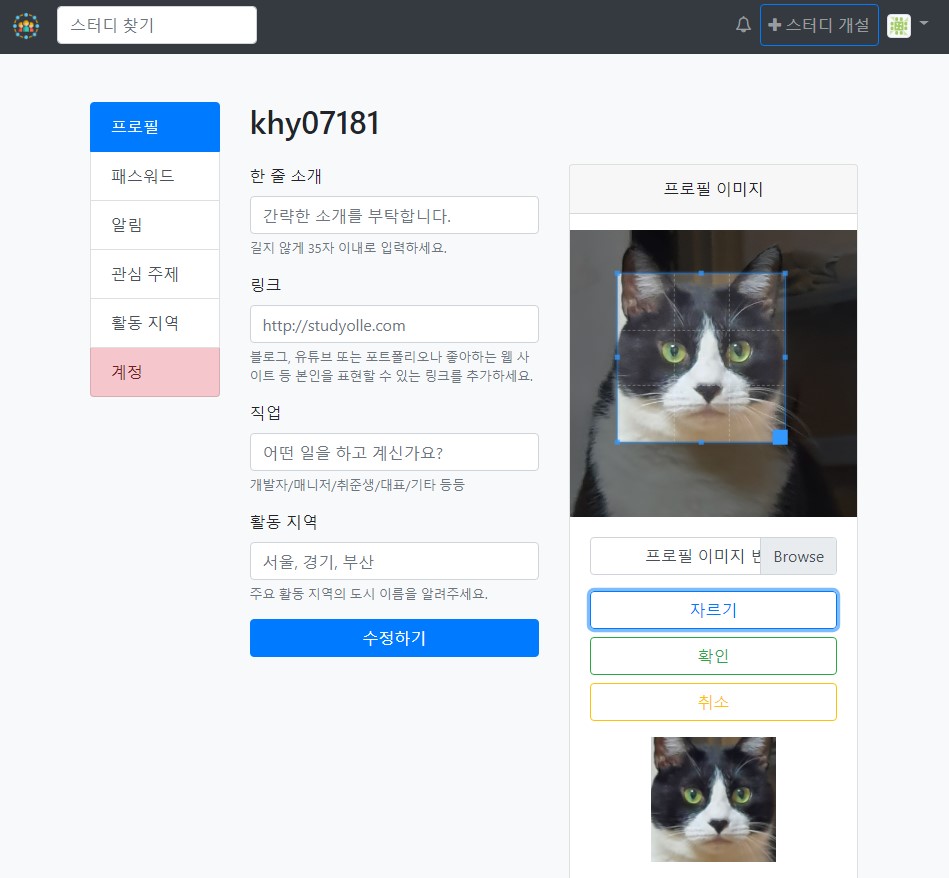 스터디 찾기
스터디 개설
프로필
패스워드
알림
관심 주제
활동 지역
계정
khy07181
한 줄 소개
간략한 소개를 부탁합니다.
길지 않게 35자 이내로 입력하세요.
링크
http://studyolle.com
블로그, 유튜브 또는 포트폴리오나 좋아하는 웹 사
이트 등 본인을 표현할 수 있는 링크를 추가하세요.
직업
어떤 일을 하고 계신가요?
개발자/매니저/취준생/대표/기타 등등
활동 지역
서울, 경기, 부산
주요 활동 지역의 도시 이름을 알려주세요.
수정하기
프로필 이미지
프로필 이미지
Browse
자르기
확인
취소